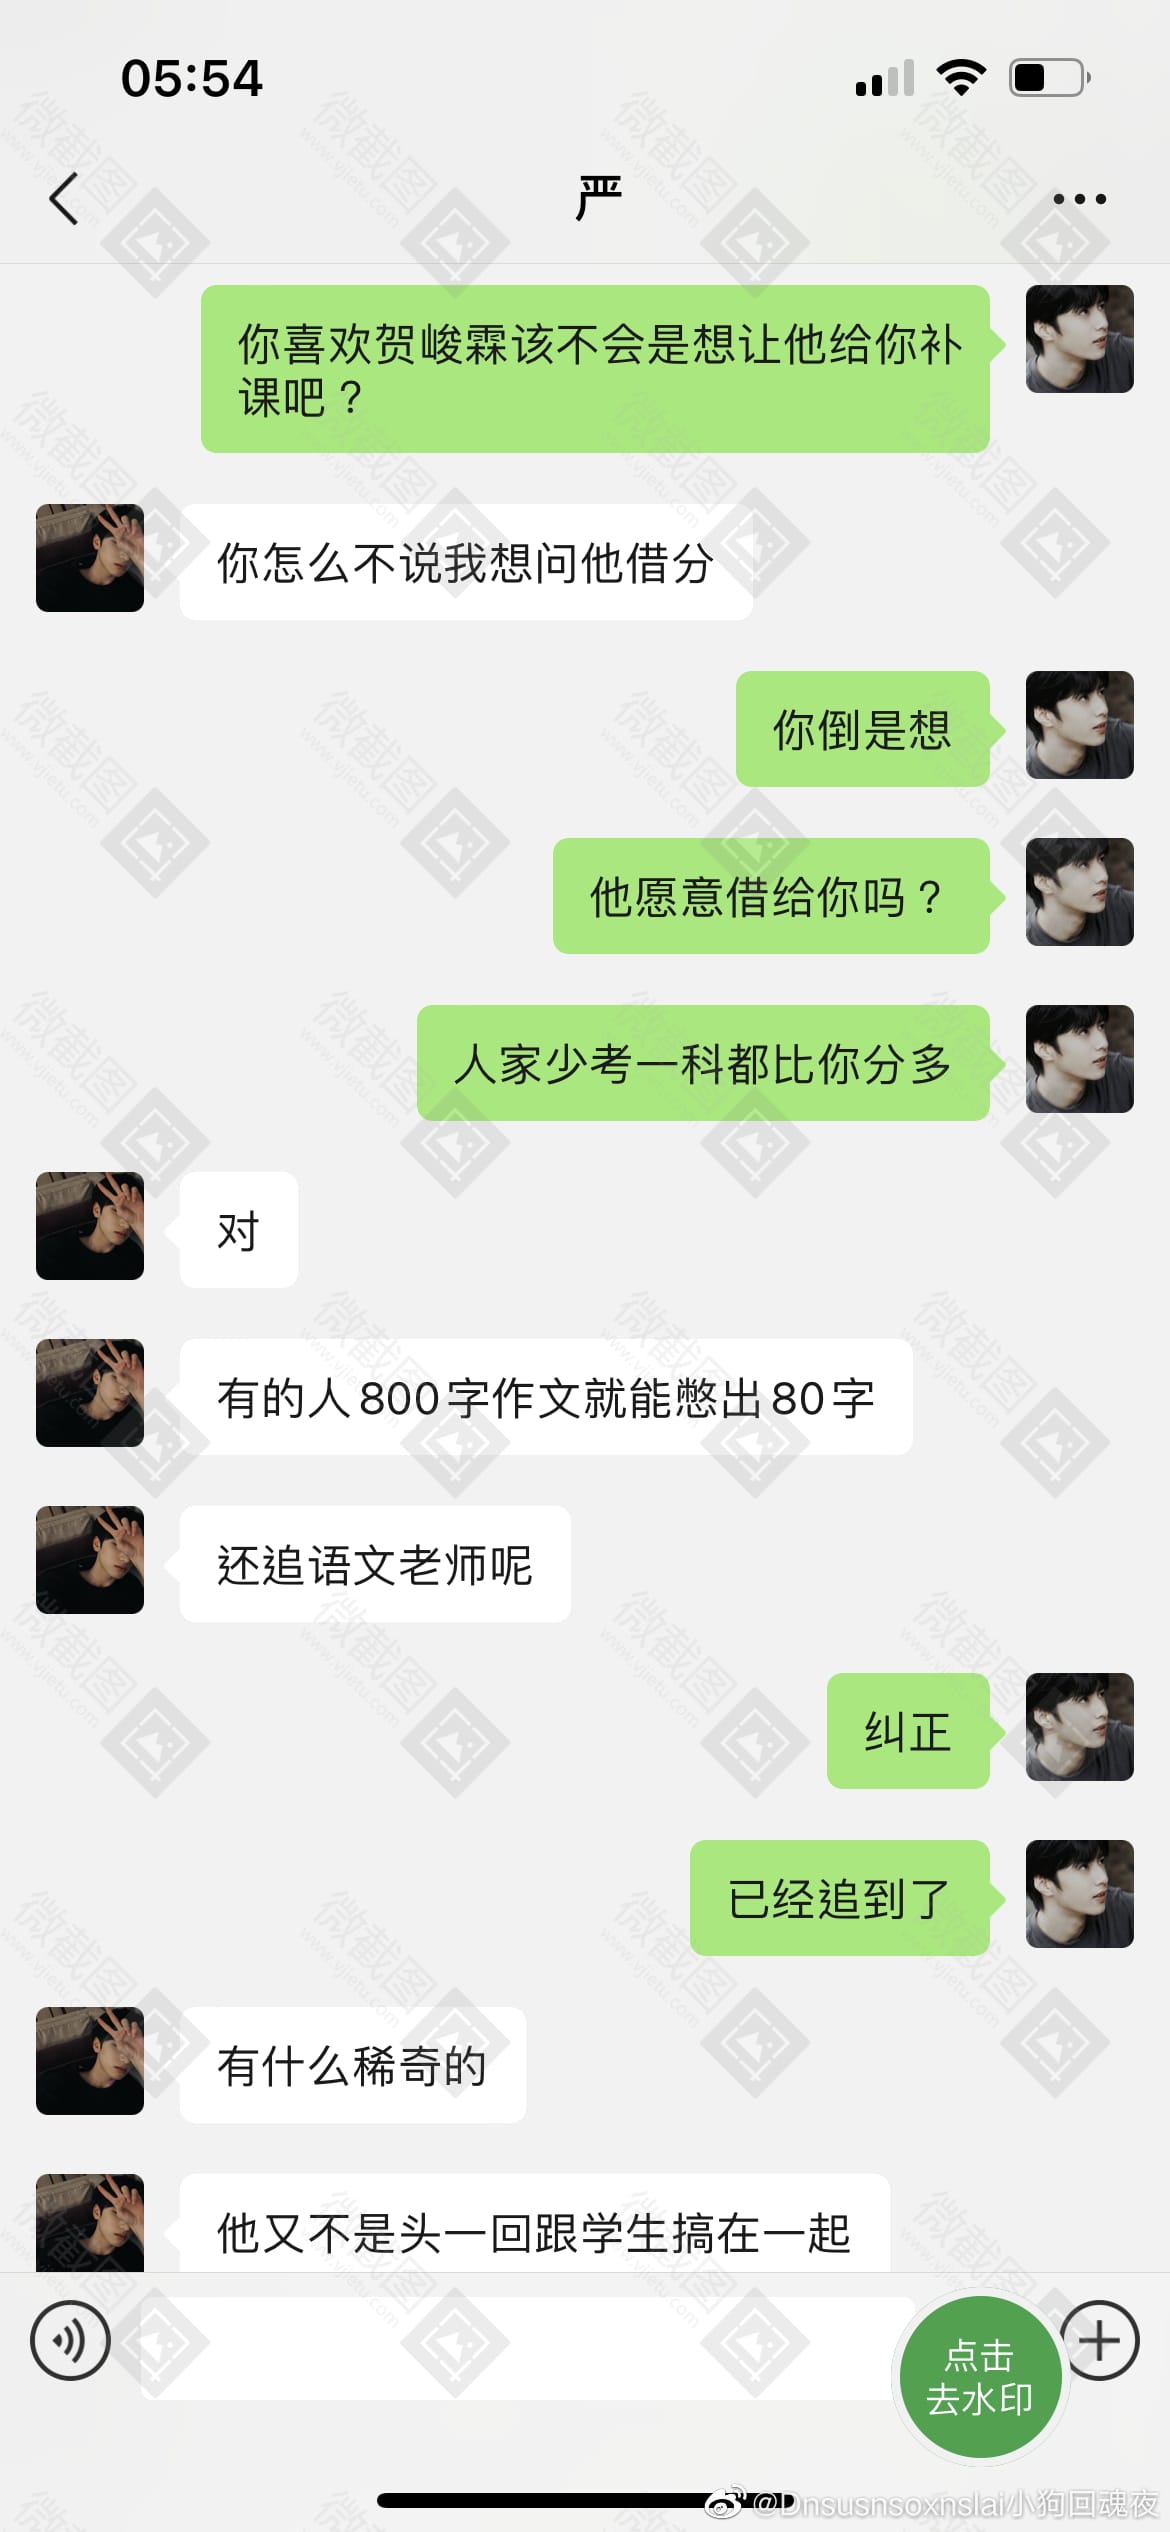 05:54
严
你喜欢贺峻霖该不会是想让他给你补
课吧？
你怎么不说我想问他借分
你倒是想
他愿意借给你吗？
人家少考一科都比你分多
对
有的人800字作文就能憋出80字
还追语文老师呢
纠正
已经追到了
有什么稀奇的
他又不是头一回跟学生搞在一起
点击
去水印
@Dnsusnsoxnslai小狗回魂夜
微截图
www.vjietu.com